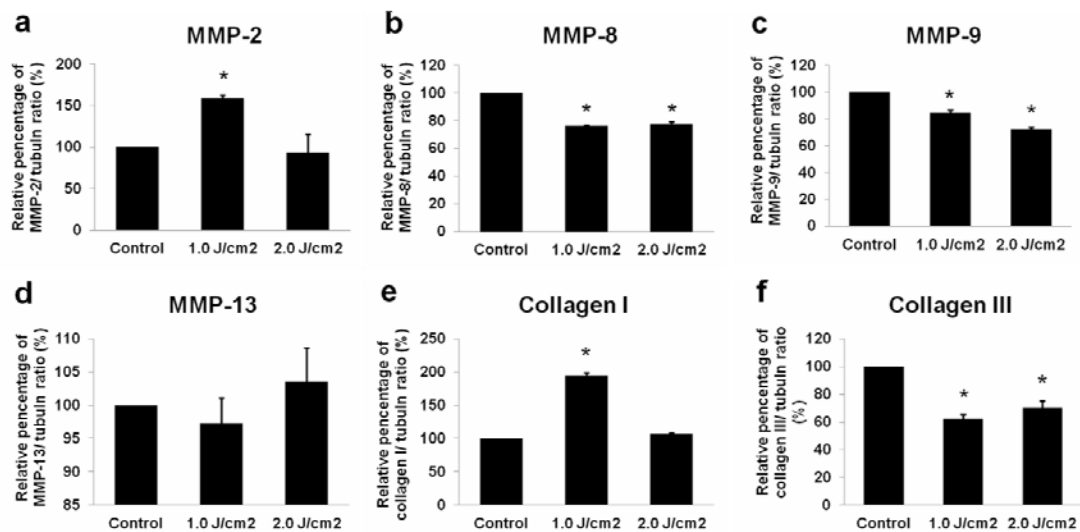 a
MMP-2
Relative pencentage of
MMP-2/ tubuln ratio (%)
200
150
100
50
0
*
Control 1.0 J/cm2 2.0 J/cm2
b
MMP-8
Relative pencentage of
MMP-8/ tubuln ratio (%)
120
100
80
60
40
20
0
* *
Control 1.0 J/cm2 2.0 J/cm2
c
MMP-9
Relative pencentage of
MMP-9/ tubuln ratio (%)
120
100
80
60
40
20
0
* *
Control 1.0 J/cm2 2.0 J/cm2
d
MMP-13
Relative pencentage of
MMP-13/ tubuln ratio (%)
110
105
100
95
90
85
Control 1.0 J/cm2 2.0 J/cm2
e
Collagen I
Relative pencentage of
collagen I/ tubuln ratio (%)
250
200
150
100
50
0
*
Control 1.0 J/cm2 2.0 J/cm2
f
Collagen III
Relative pencentage of
collagen III/ tubuln ratio
(%)
120
100
80
60
40
20
0
* *
Control 1.0 J/cm2 2.0 J/cm2